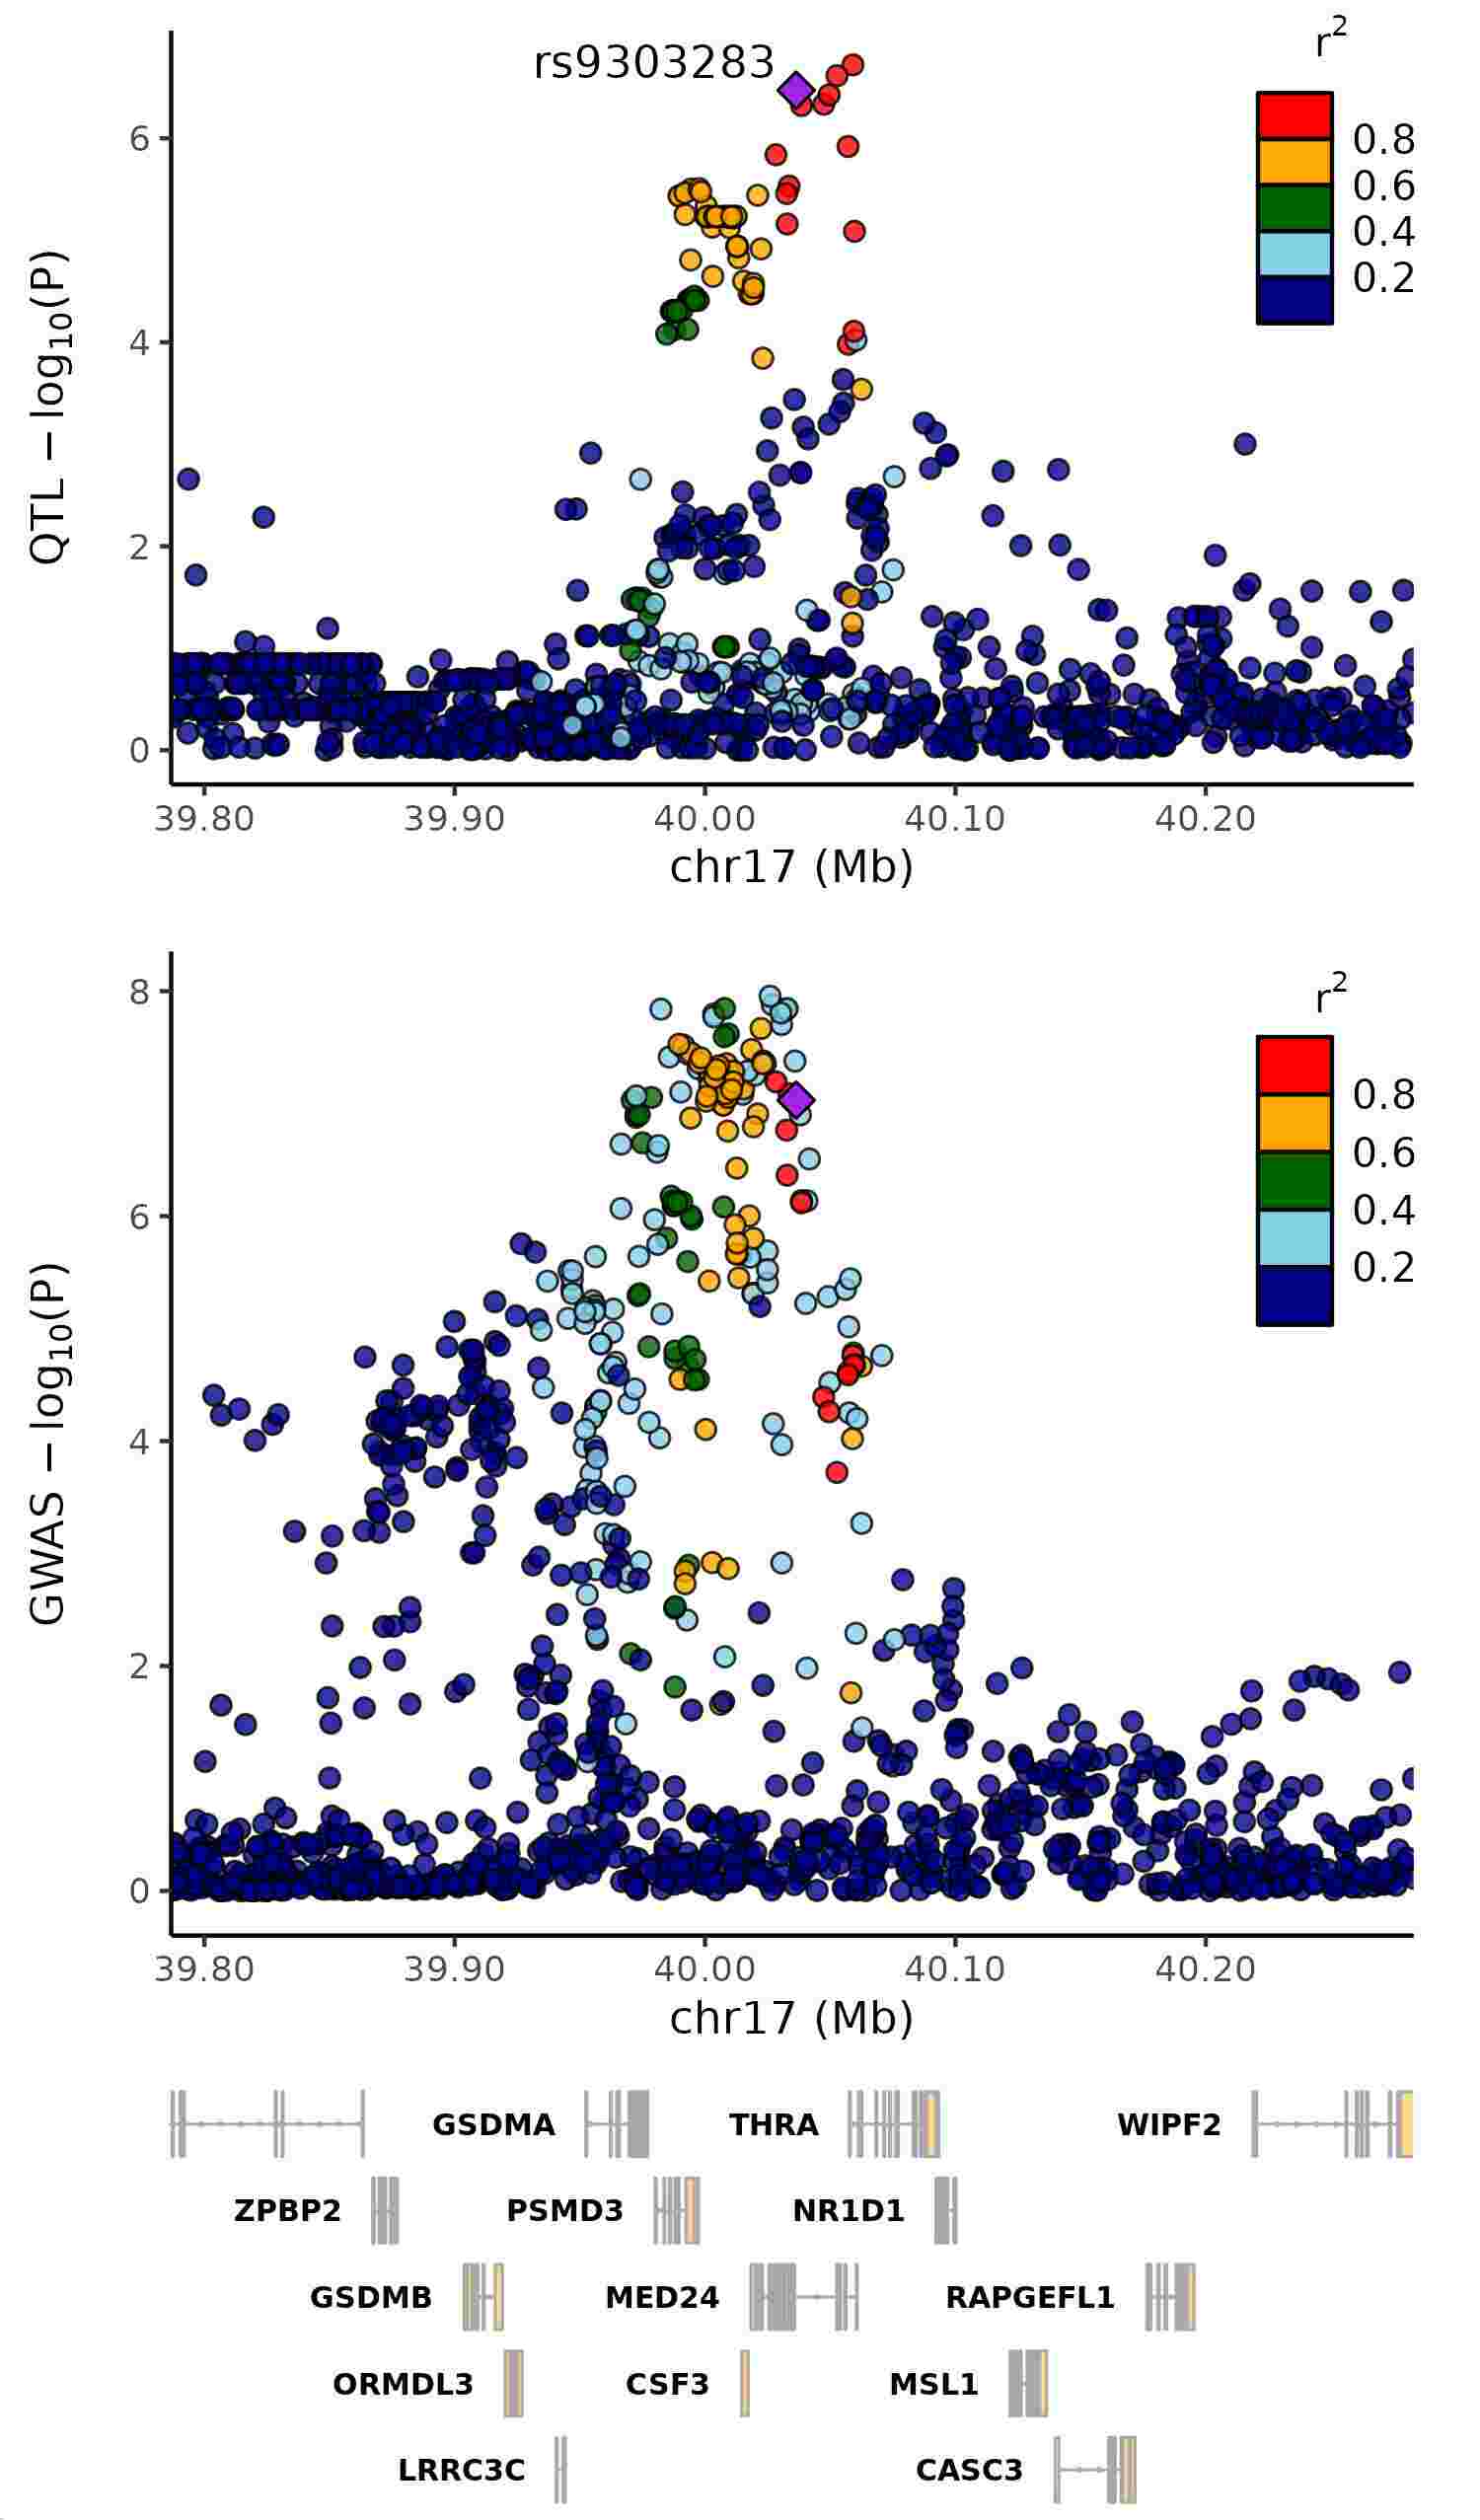 rs9303283
r2
0.8
0.6
0.4
0.2
6
4
2
0
QTL − log10(P)
39.80 39.90 40.00 40.10 40.20
chr17 (Mb)
r2
0.8
0.6
0.4
0.2
8
6
4
2
0
GWAS − log10(P)
39.80 39.90 40.00 40.10 40.20
chr17 (Mb)
GSDMA THRA WIPF2
ZPBP2 PSMD3 NR1D1
GSDMB MED24 RAPGEFL1
ORMDL3 CSF3 MSL1
LRRC3C CASC3